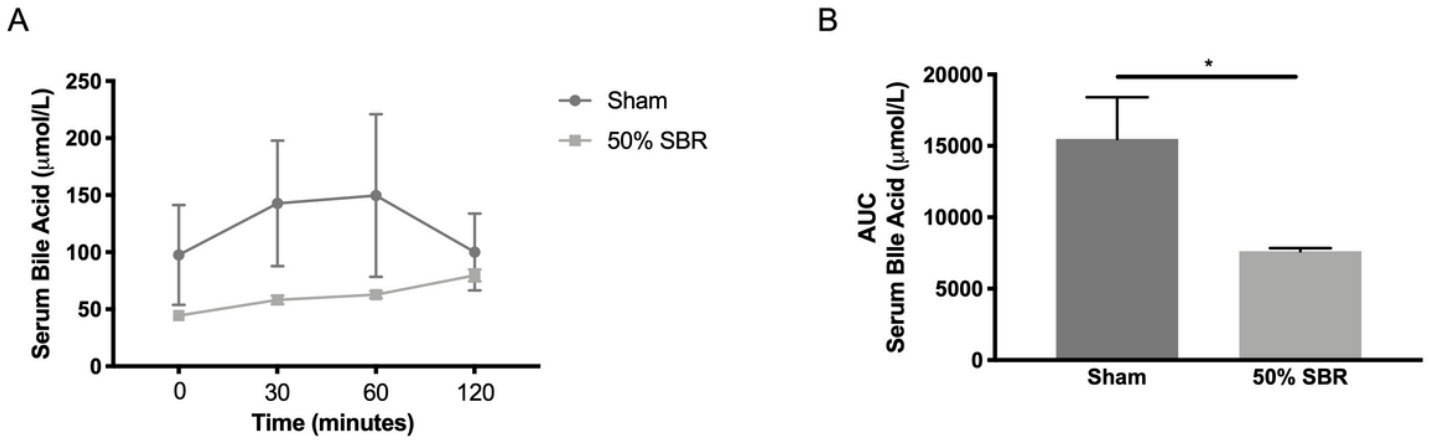 A
250
200
150
100
50
0
Serum Bile Acid (μmol/L)
0 30 60 120
Time (minutes)
Sham
50% SBR
B
*
20000
15000
10000
5000
0
AUC
Serum BIle Acid (μmol/L)
Sham 50% SBR